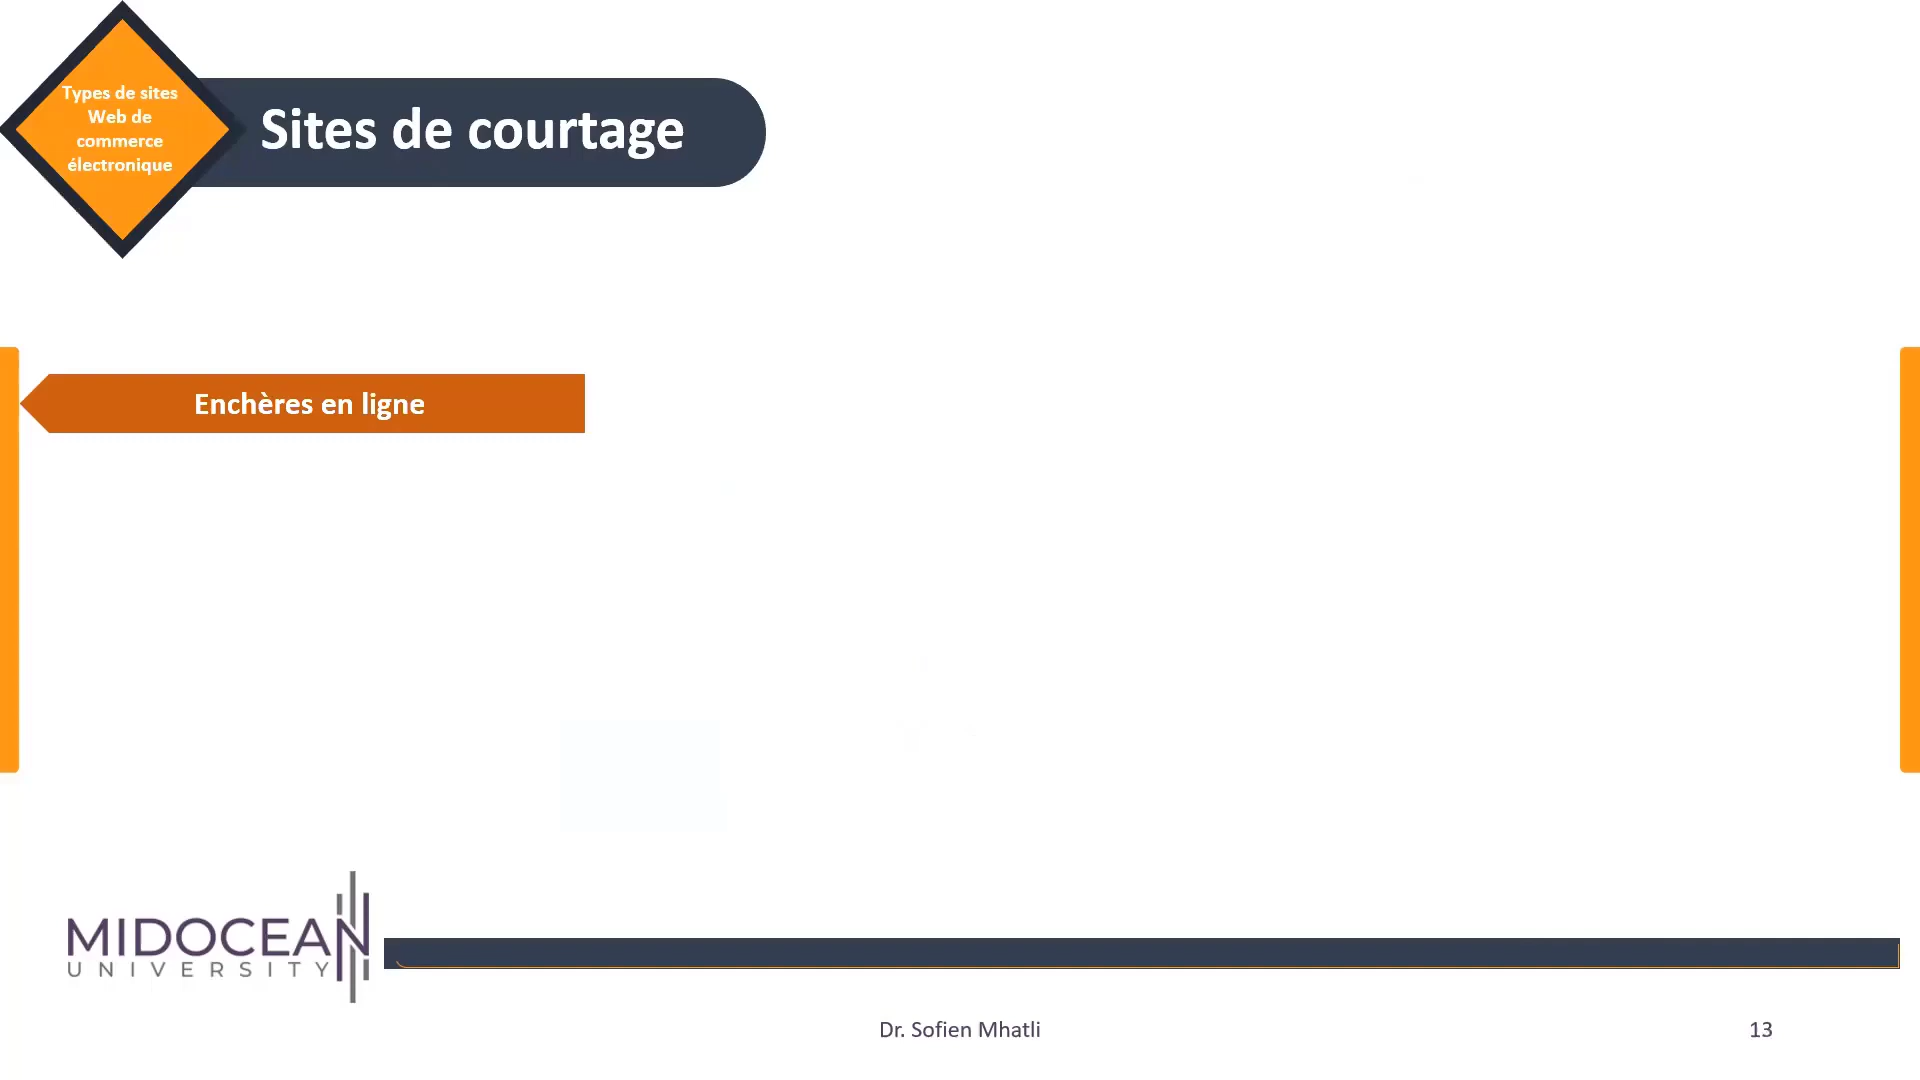 Types de sites
Web de
commerce
électronique
Sites de courtage
Enchères en ligne
MIDOCEAN
UNIVERSITY
Dr. Sofien Mhatli
13